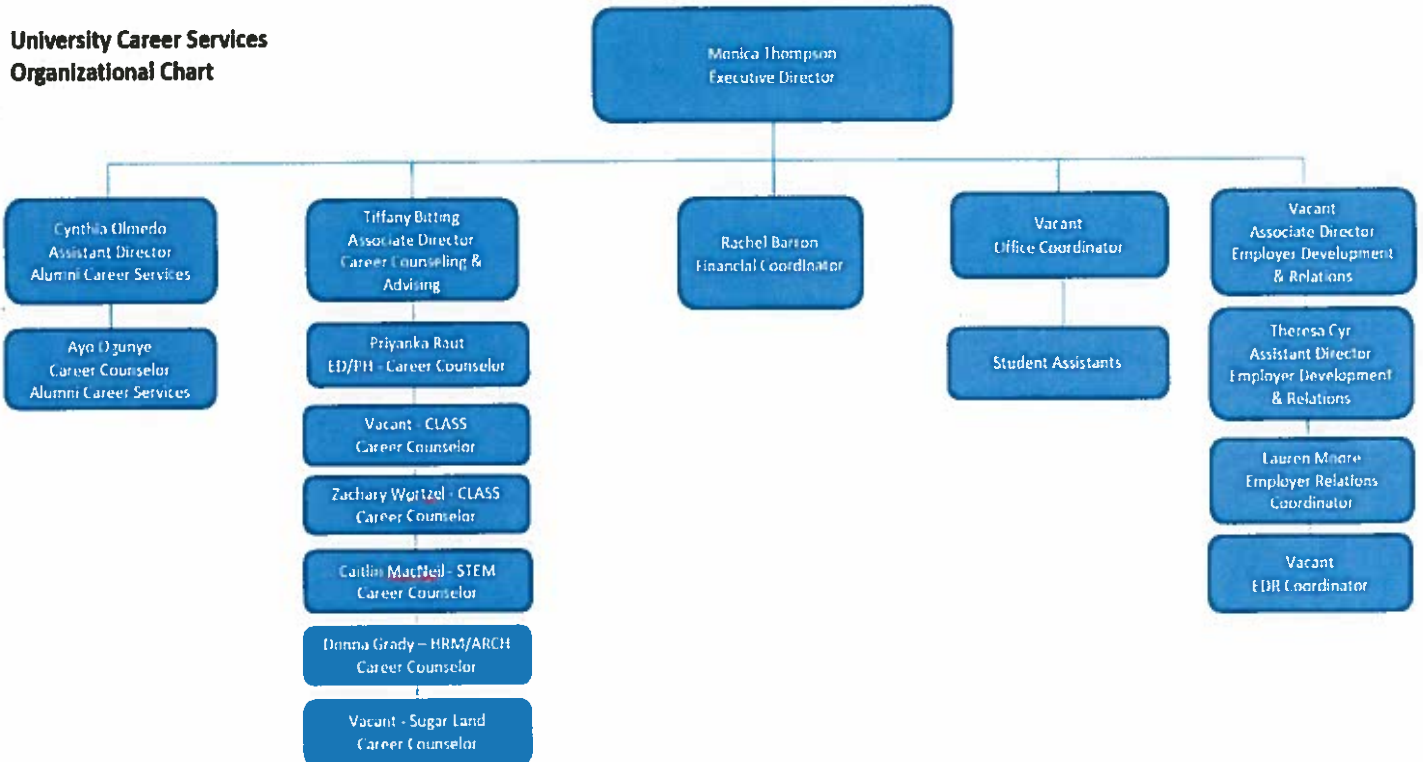 University Career Services
Organizational Chart
Monica Thompson
Executive Director
Cynthia Olmedo
Assistant Director
Alumni Career Services
Ayo Ogunye
Career Counselor
Alumni Career Services
Tiffany Bitting
Associate Director
Career Counseling &
Advising
Priyanka Raut
ED/PH - Career Counselor
Vacant - CLASS
Career Counselor
Zachary Wortzel - CLASS
Career Counselor
Caitlin MacNeil - STEM
Career Counselor
Donna Grady – HRM/ARCH
Career Counselor
Vacant - Sugar Land
Career Counselor
Rachel Barron
Financial Coordinator
Vacant
Office Coordinator
Student Assistants
Vacant
Associate Director
Employer Development
& Relations
Theresa Cyr
Assistant Director
Employer Development
& Relations
Lauren Moore
Employer Relations
Coordinator
Vacant
EDR Coordinator